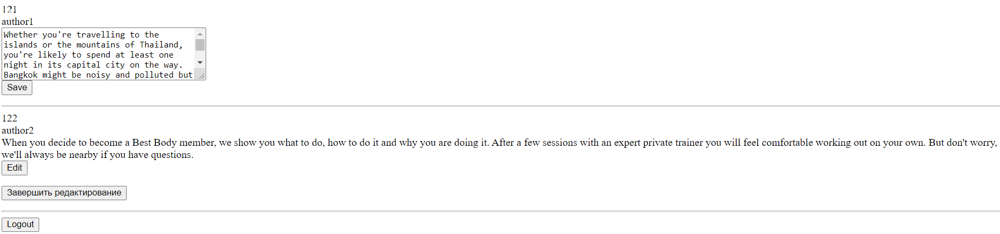 121
author1
Whether you're travelling to the
islands or the mountains of Thailand,
you're likely to spend at least one
night in its capital city on the way.
Bangkok might be noisy and polluted but
Save
122
author2
When you decide to become a Best Body member, we show you what to do, how to do it and why you are doing it. After a few sessions with an expert private trainer you will feel comfortable working out on your own. But don't worry,
we'll always be nearby if you have questions.
Edit
Завершить редактирование
Logout